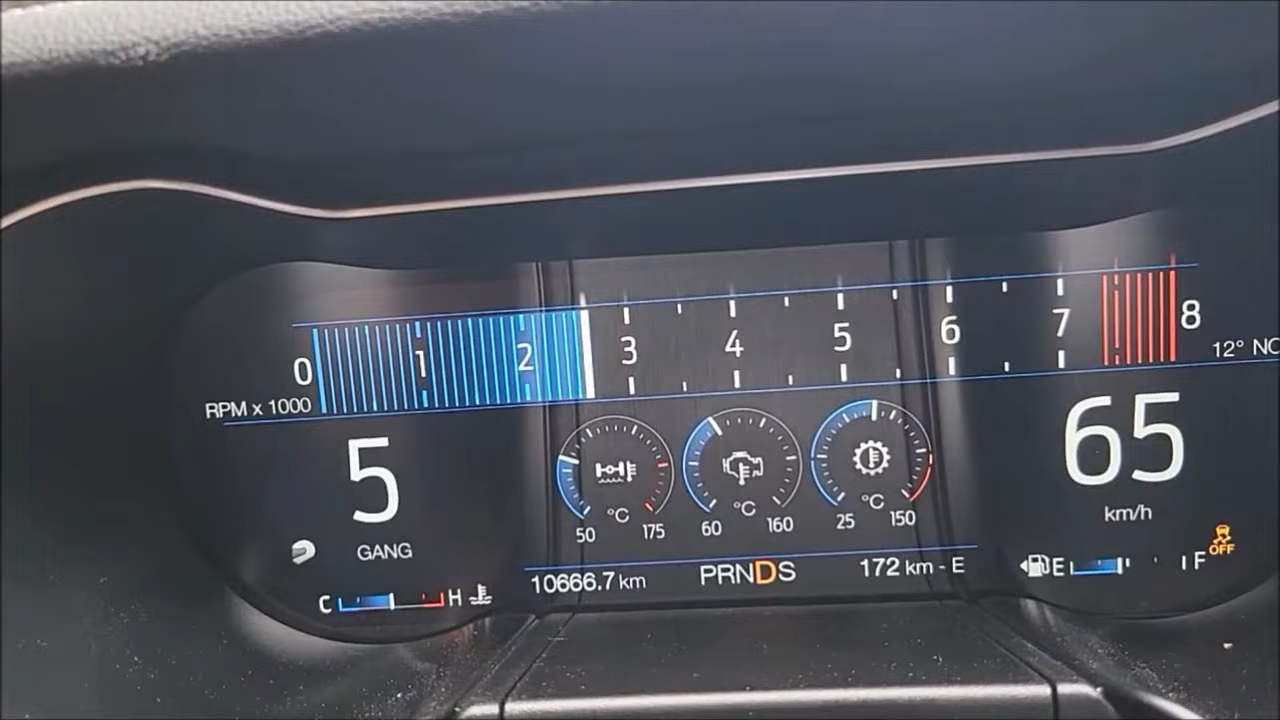 0 1 2 3 4 5 6 7 8
RPM x 1000
12° NO
5
GANG
65
km/h
°C
50 175
°C
60 160
°C
25 150
C H
10666.7 km
PRNDS
172 km - E
E F
OFF